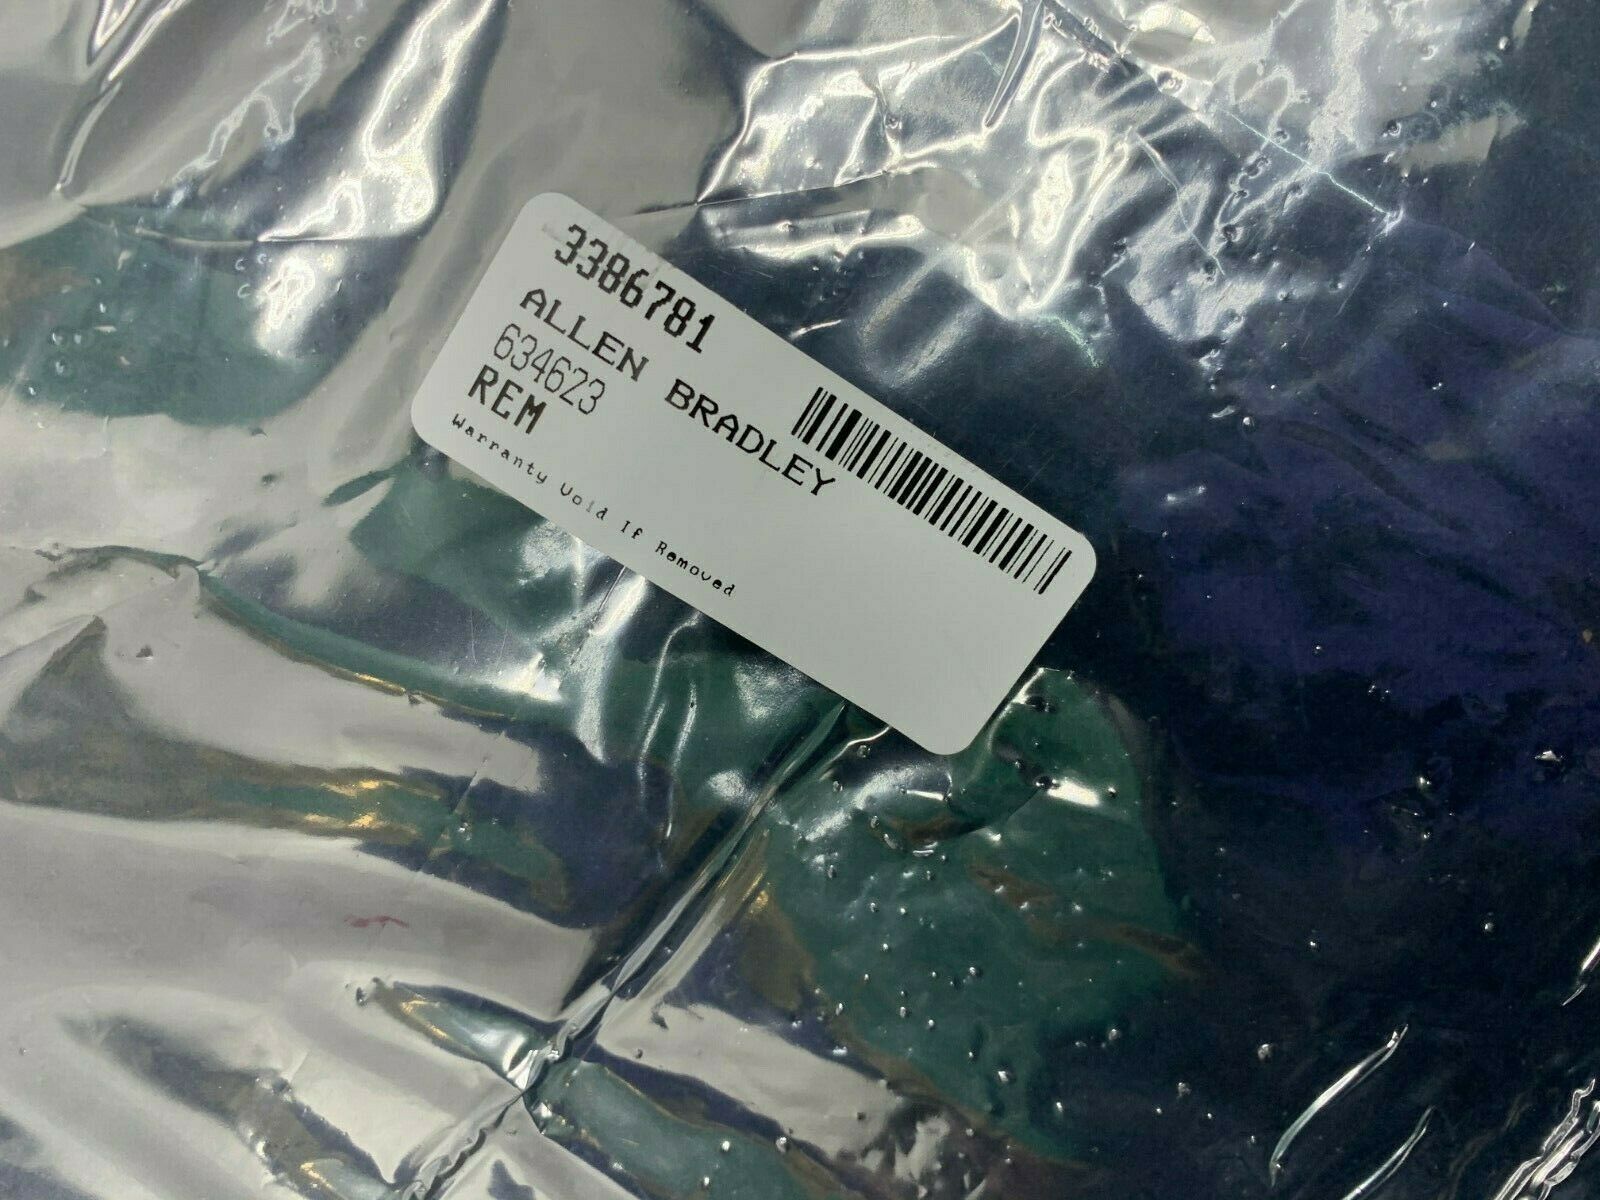 3386781
ALLEN BRADLEY
634623
REM
Warranty Void If Removed